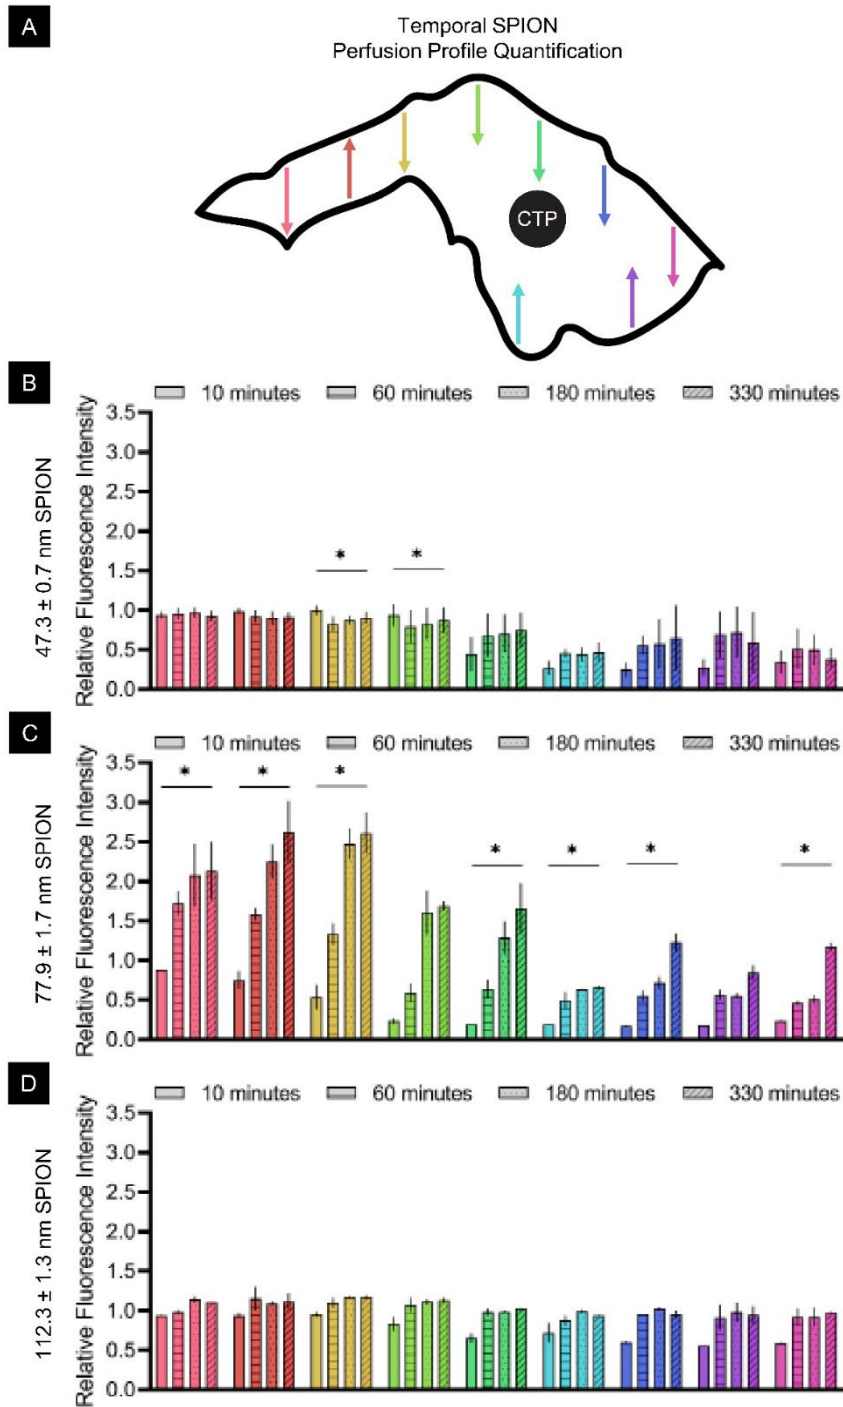 A
Temporal SPION
Perfusion Profile Quantification
CTP
B
10 minutes 60 minutes 180 minutes 330 minutes
47.3 ± 0.7 nm SPION
Relative Fluorescence Intensity
3.5
3.0
2.5
2.0
1.5
1.0
0.5
0.0
* *
C
10 minutes 60 minutes 180 minutes 330 minutes
77.9 ± 1.7 nm SPION
Relative Fluorescence Intensity
3.5
3.0
2.5
2.0
1.5
1.0
0.5
0.0
* * * * * * *
D
10 minutes 60 minutes 180 minutes 330 minutes
112.3 ± 1.3 nm SPION
Relative Fluorescence Intensity
3.5
3.0
2.5
2.0
1.5
1.0
0.5
0.0